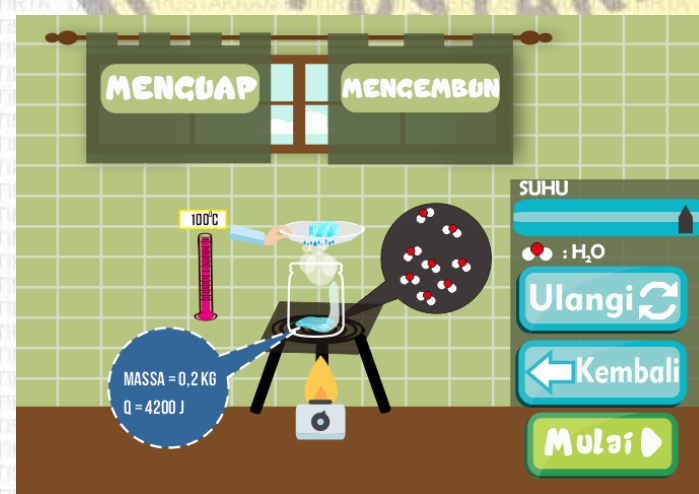 MENGUAP
MENGEMBUN
SUHU
100°C
: H₂O
Ulangi
Kembali
MASSA = 0,2 KG
Q = 4200 J
Mulai